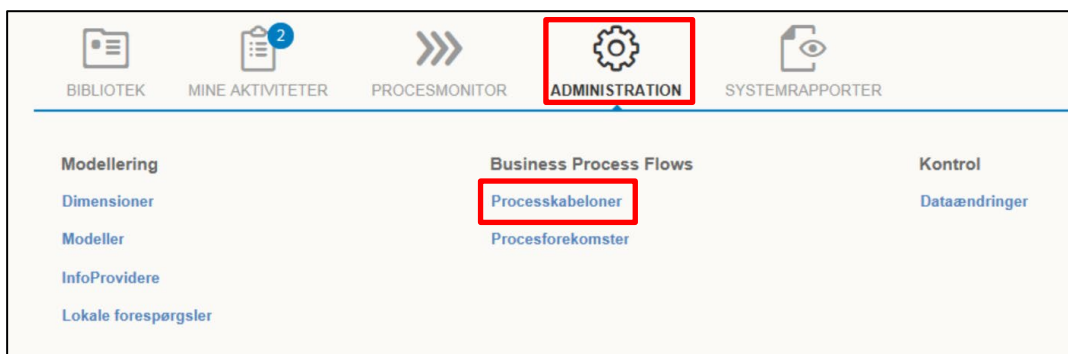 2
BIBLIOTEK MINE AKTIVITETER PROCESMONITOR ADMINISTRATION SYSTEMRAPPORTER
Modellering Business Process Flows Kontrol
Dimensioner Processkabeloner Dataændringer
Modeller Procesforekomster
InfoProvidere
Lokale forespørgsler